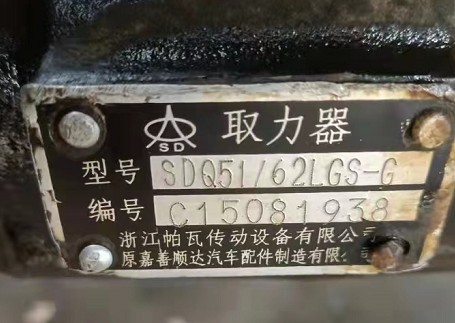 SD 取力器
型号 SDQ51/62LGS-G
编号 C15081938
浙江帕瓦传动设备有限公
原嘉善顺达汽车配件制造有限公